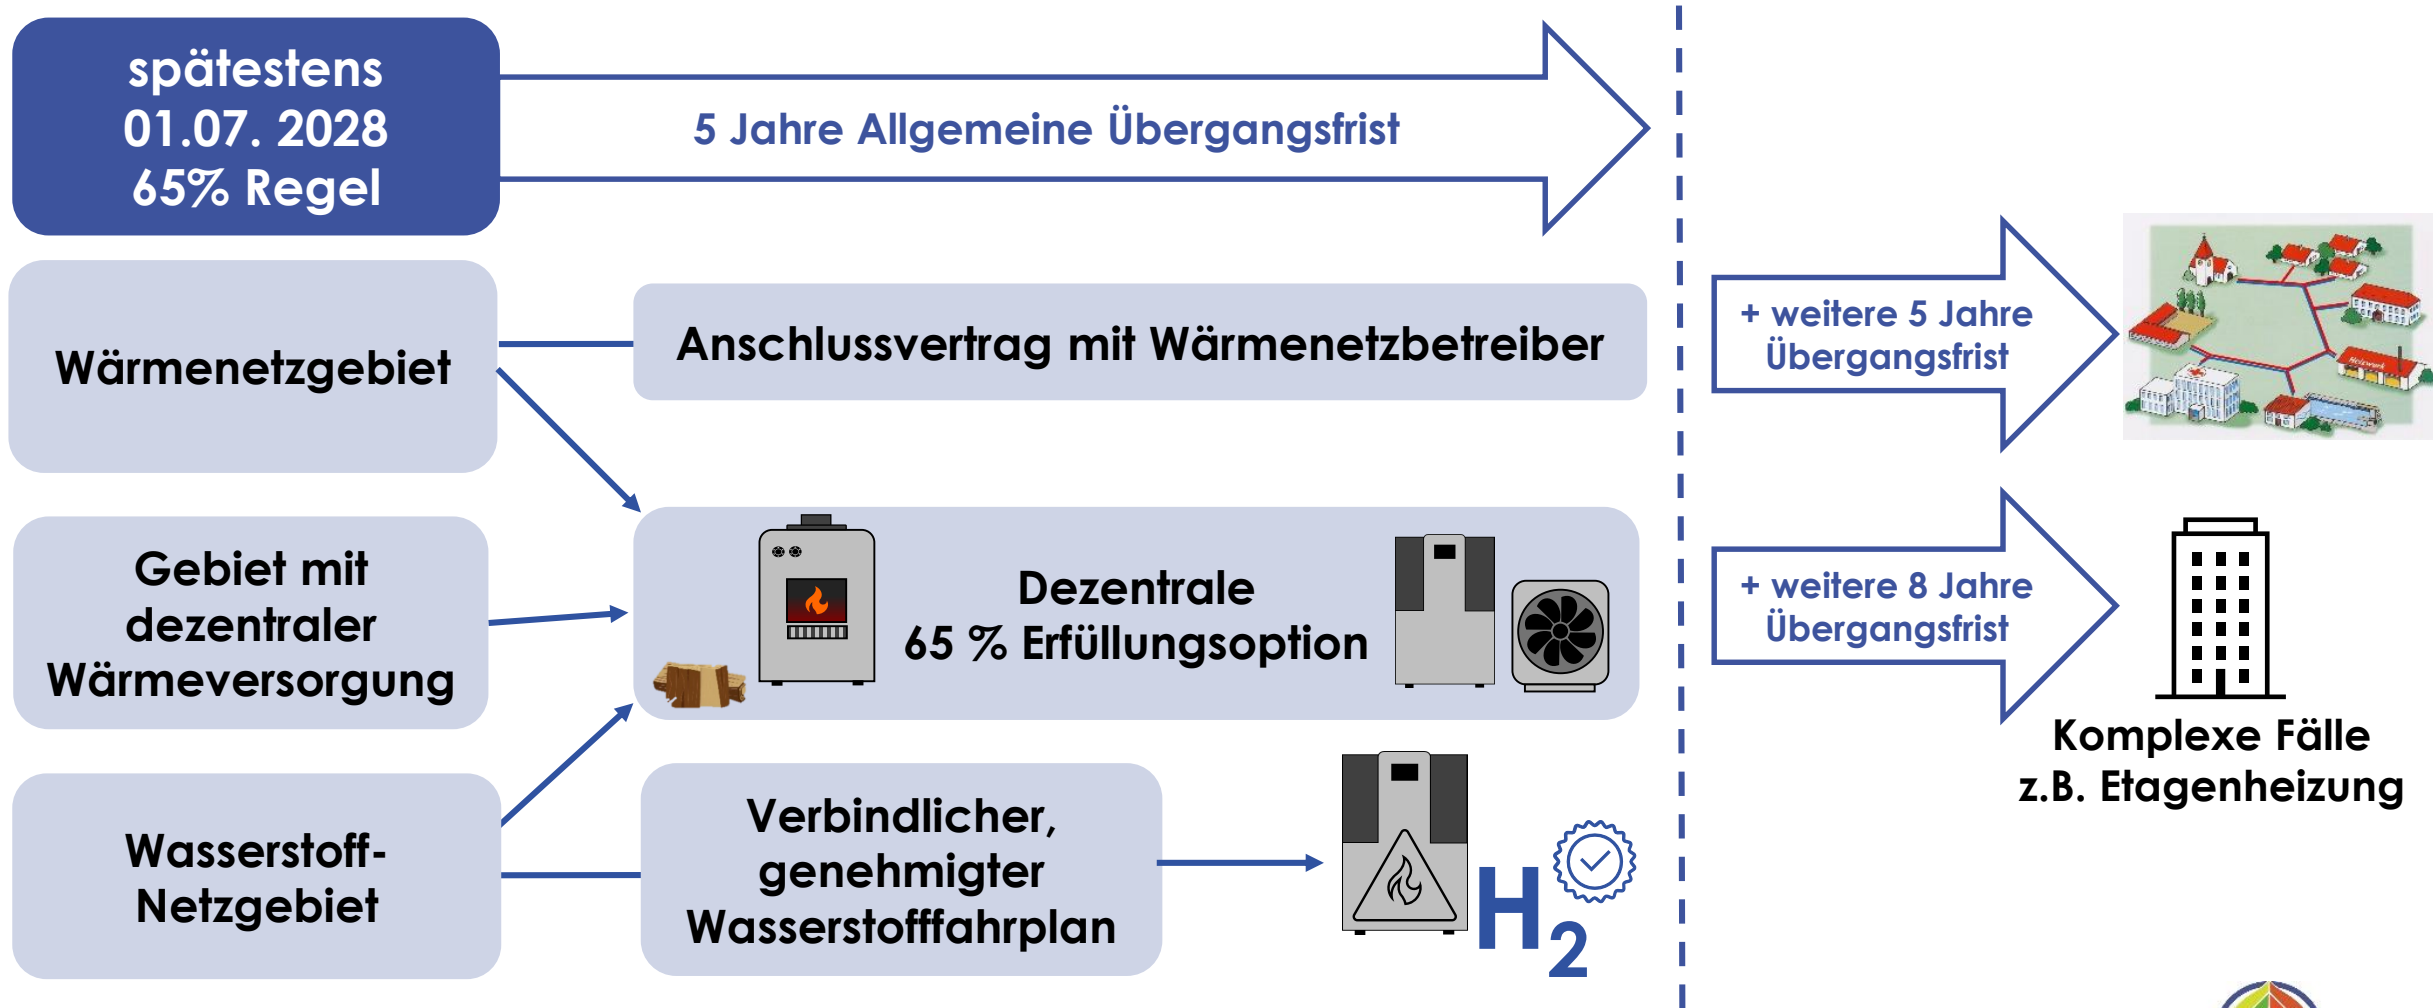 spätestens
01.07. 2028
65% Regel
5 Jahre Allgemeine Übergangsfrist
Wärmenetzgebiet
Anschlussvertrag mit Wärmenetzbetreiber
+ weitere 5 Jahre
Übergangsfrist
Heizwerk
Gebiet mit
dezentraler
Wärmeversorgung
Dezentrale
65 % Erfüllungsoption
+ weitere 8 Jahre
Übergangsfrist
Komplexe Fälle
z.B. Etagenheizung
Wasserstoff-
Netzgebiet
Verbindlicher,
genehmigter
Wasserstofffahrplan
H2